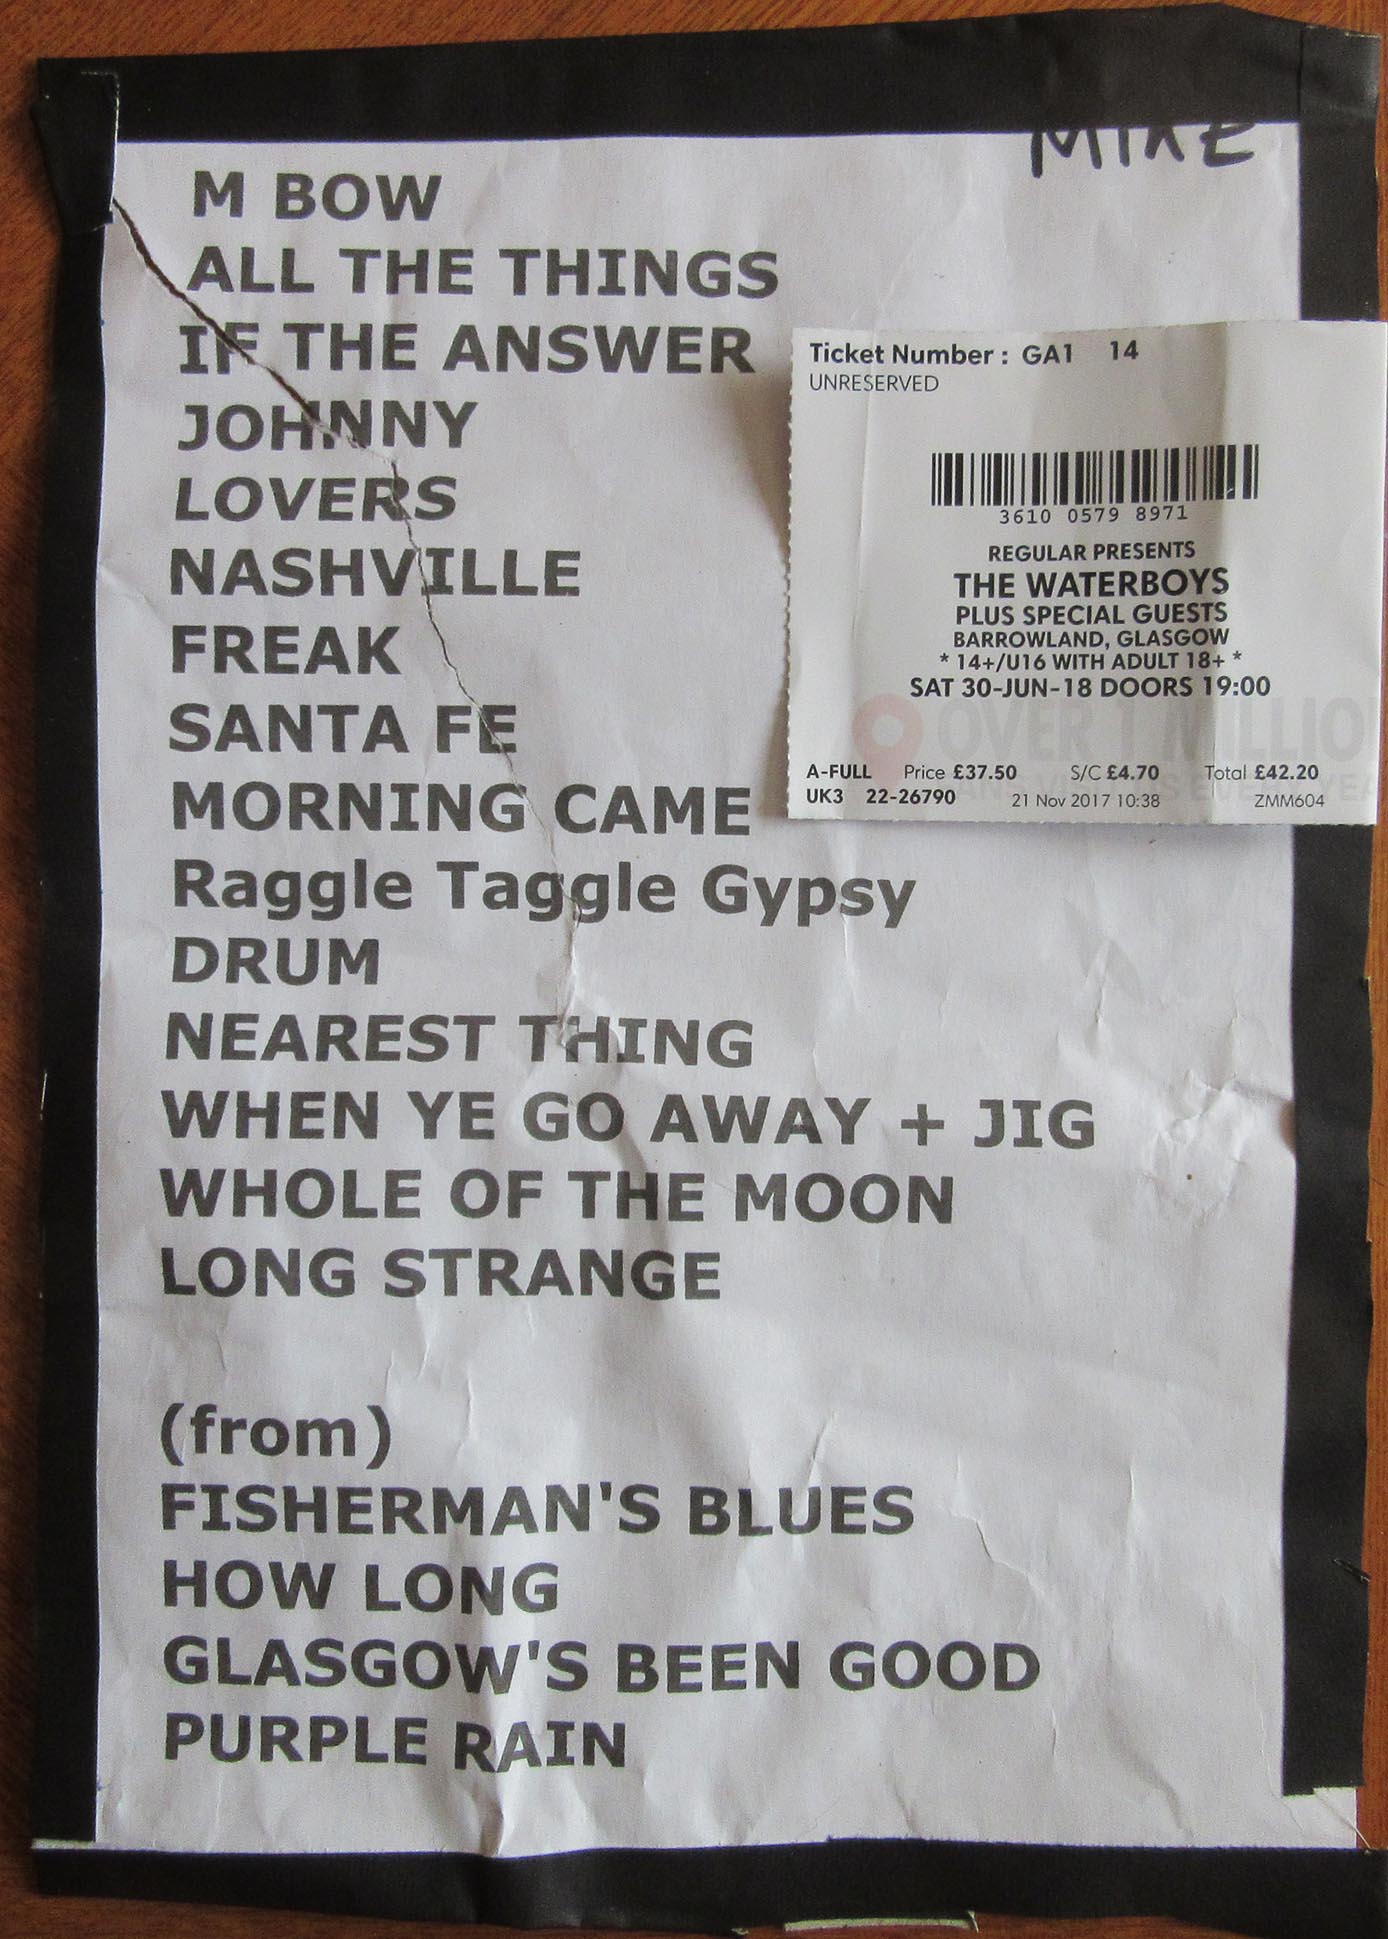 MIKE
M BOW
ALL THE THINGS
IF THE ANSWER
JOHNNY
LOVERS
NASHVILLE
FREAK
SANTA FE
MORNING CAME
Raggle Taggle Gypsy
DRUM
NEAREST THING
WHEN YE GO AWAY + JIG
WHOLE OF THE MOON
LONG STRANGE
(from)
FISHERMAN'S BLUES
HOW LONG
GLASGOW'S BEEN GOOD
PURPLE RAIN
Ticket Number : GA1 14
UNRESERVED
3610 0579 8971
REGULAR PRESENTS
THE WATERBOYS
PLUS SPECIAL GUESTS
BARROWLAND, GLASGOW
* 14+/U16 WITH ADULT 18+ *
SAT 30-JUN-18 DOORS 19:00
OVER 1 MILLIO
A-FULL Price £37.50 S/C £4.70 Total £42.20
UK3 22-26790 21 Nov 2017 10:38 ZMM604